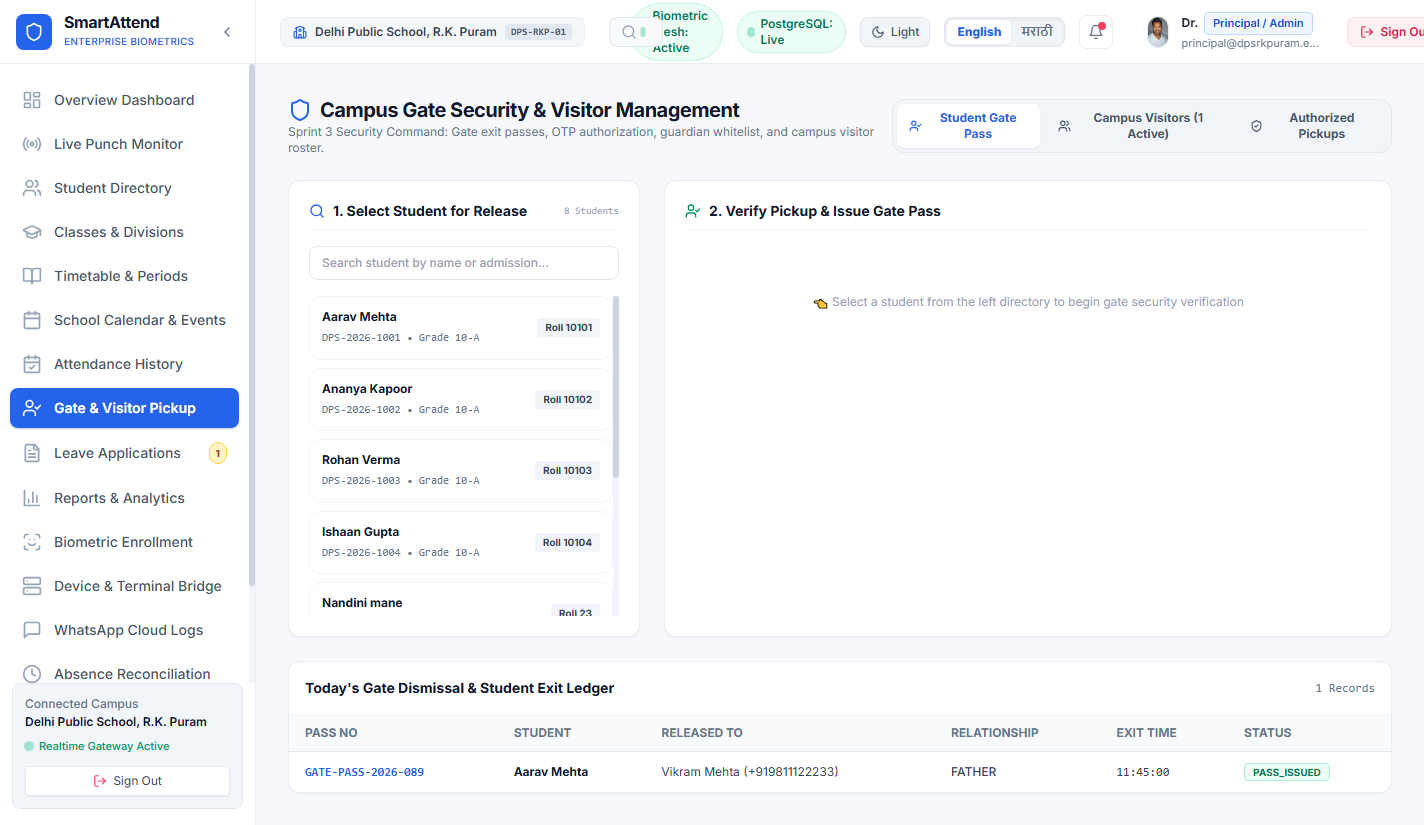 SmartAttend
ENTERPRISE BIOMETRICS
Delhi Public School, R.K. Puram DPS-RKP-01
Biometric
esh:
Active
PostgreSQL:
Live
Light
English मराठी
Dr. Principal / Admin
principal@dpsrkpuram.e...
Sign Ou
Overview Dashboard
Live Punch Monitor
Student Directory
Classes & Divisions
Timetable & Periods
School Calendar & Events
Attendance History
Gate & Visitor Pickup
Leave Applications 1
Reports & Analytics
Biometric Enrollment
Device & Terminal Bridge
WhatsApp Cloud Logs
Absence Reconciliation
Connected Campus
Delhi Public School, R.K. Puram
Realtime Gateway Active
Sign Out
Campus Gate Security & Visitor Management
Sprint 3 Security Command: Gate exit passes, OTP authorization, guardian whitelist, and campus visitor
roster.
Student Gate
Pass
Campus Visitors (1
Active)
Authorized
Pickups
1. Select Student for Release 8 Students
Search student by name or admission...
Aarav Mehta
DPS-2026-1001 • Grade 10-A
Roll 10101
Ananya Kapoor
DPS-2026-1002 • Grade 10-A
Roll 10102
Rohan Verma
DPS-2026-1003 • Grade 10-A
Roll 10103
Ishaan Gupta
DPS-2026-1004 • Grade 10-A
Roll 10104
Nandini mane
Roll 23
2. Verify Pickup & Issue Gate Pass
👈 Select a student from the left directory to begin gate security verification
Today's Gate Dismissal & Student Exit Ledger 1 Records
PASS NO STUDENT RELEASED TO RELATIONSHIP EXIT TIME STATUS
GATE-PASS-2026-089 Aarav Mehta Vikram Mehta (+919811122233) FATHER 11:45:00 PASS_ISSUED